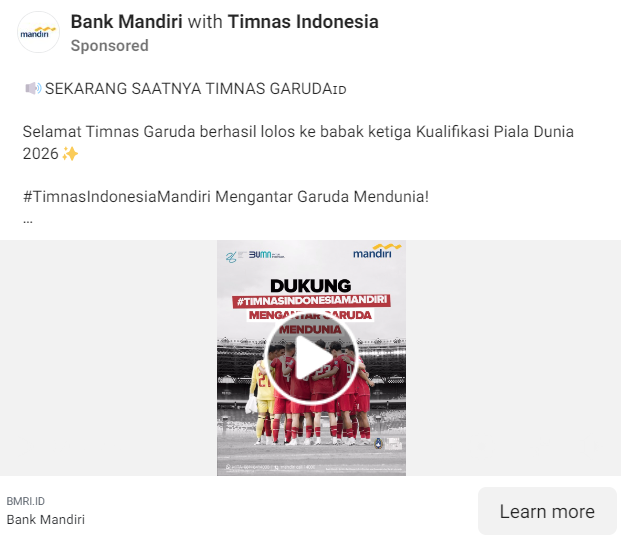 mandiri
Bank Mandiri with Timnas Indonesia
Sponsored
🔊 SEKARANG SAATNYA TIMNAS GARUDAɪᴅ
Selamat Timnas Garuda berhasil lolos ke babak ketiga Kualifikasi Piala Dunia
2026✨
#TimnasIndonesiaMandiri Mengantar Garuda Mendunia!
...
BUMN
mandiri
DUKUNG
#TIMNASINDONESIAMANDIRI
MENGANTAR GARUDA
MENDUNIA
21
23
BMRI.ID
Bank Mandiri
Learn more